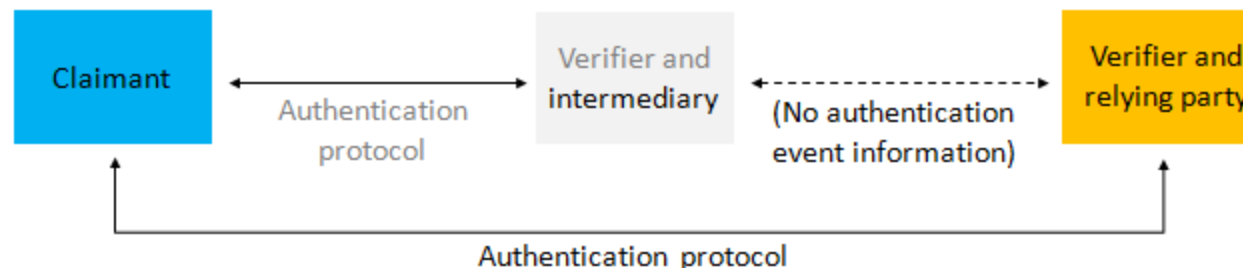 Claimant
Authentication
protocol
Verifier and
intermediary
(No authentication
event information)
Verifier and
relying party
Authentication protocol